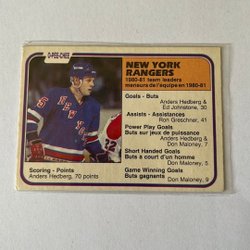 O-PEE-CHEE
NEW YORK
RANGERS
1980-81 team leaders
meneurs de l'équipe en 1980-81
Goals - Buts
Anders Hedberg &
Ed Johnstone, 30
Assists - Assistances
Ron Greschner, 41
Power Play Goals
Buts sur jeu de puissance
Anders Hedberg &
Don Maloney, 7
Short Handed Goals
Buts à court d'un homme
Don Maloney, 5
Game Winning Goals
Buts gagnants
Don Maloney, 9
Scoring - Points
Anders Hedberg, 70 points